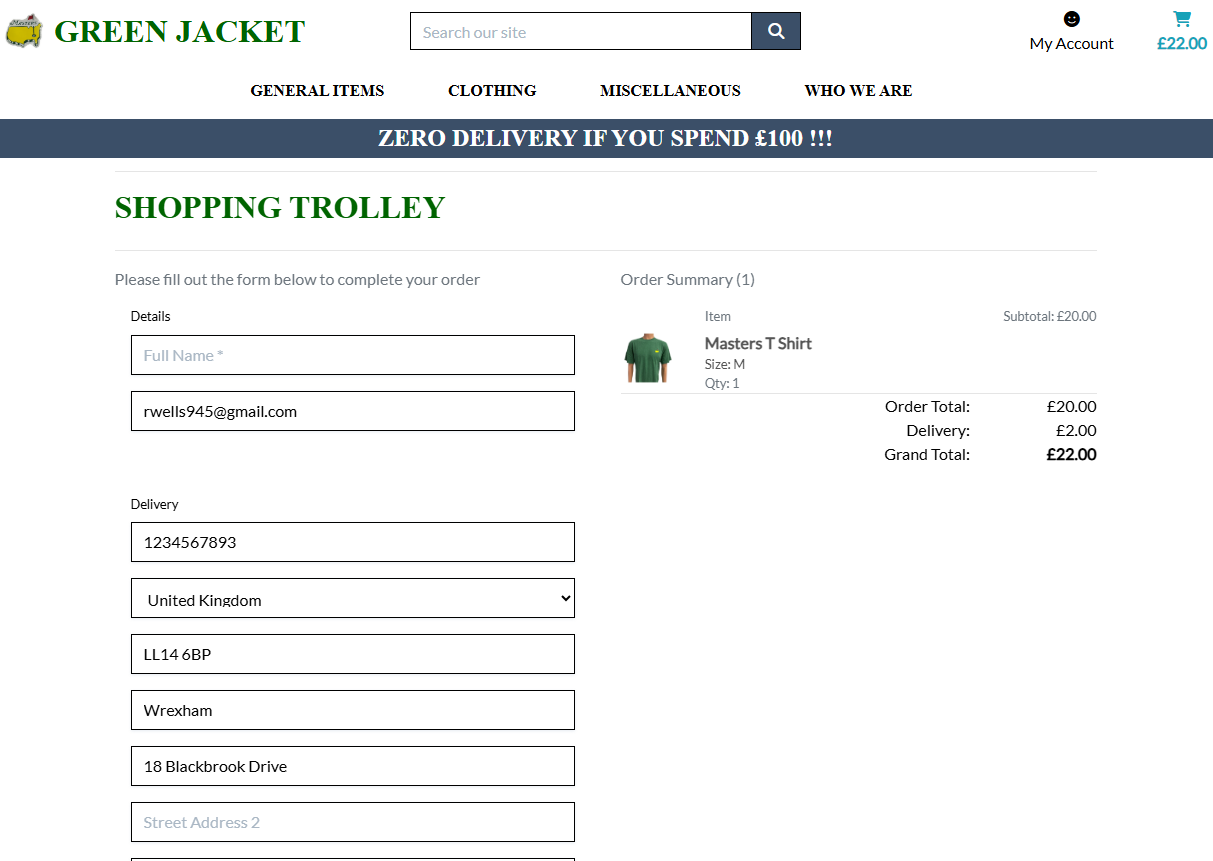 GREEN JACKET
Search our site
My Account
£22.00
GENERAL ITEMS CLOTHING MISCELLANEOUS WHO WE ARE
ZERO DELIVERY IF YOU SPEND £100 !!!
SHOPPING TROLLEY
Please fill out the form below to complete your order
Details
Full Name *
rwells945@gmail.com
Delivery
1234567893
United Kingdom
LL14 6BP
Wrexham
18 Blackbrook Drive
Street Address 2
Order Summary (1)
Item Subtotal: £20.00
Masters T Shirt
Size: M
Qty: 1
Order Total: £20.00
Delivery: £2.00
Grand Total: £22.00